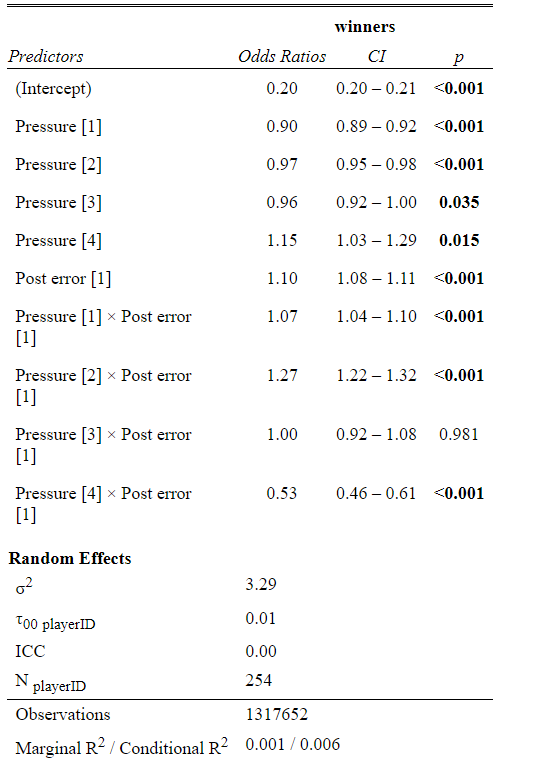 winners
Predictors Odds Ratios CI p
(Intercept) 0.20 0.20 – 0.21 <0.001
Pressure [1] 0.90 0.89 – 0.92 <0.001
Pressure [2] 0.97 0.95 – 0.98 <0.001
Pressure [3] 0.96 0.92 – 1.00 0.035
Pressure [4] 1.15 1.03 – 1.29 0.015
Post error [1] 1.10 1.08 – 1.11 <0.001
Pressure [1] × Post error 1.07 1.04 – 1.10 <0.001
[1]
Pressure [2] × Post error 1.27 1.22 – 1.32 <0.001
[1]
Pressure [3] × Post error 1.00 0.92 – 1.08 0.981
[1]
Pressure [4] × Post error 0.53 0.46 – 0.61 <0.001
[1]
Random Effects
σ² 3.29
τ₀₀ playerID 0.01
ICC 0.00
N playerID 254
Observations 1317652
Marginal R² / Conditional R² 0.001 / 0.006